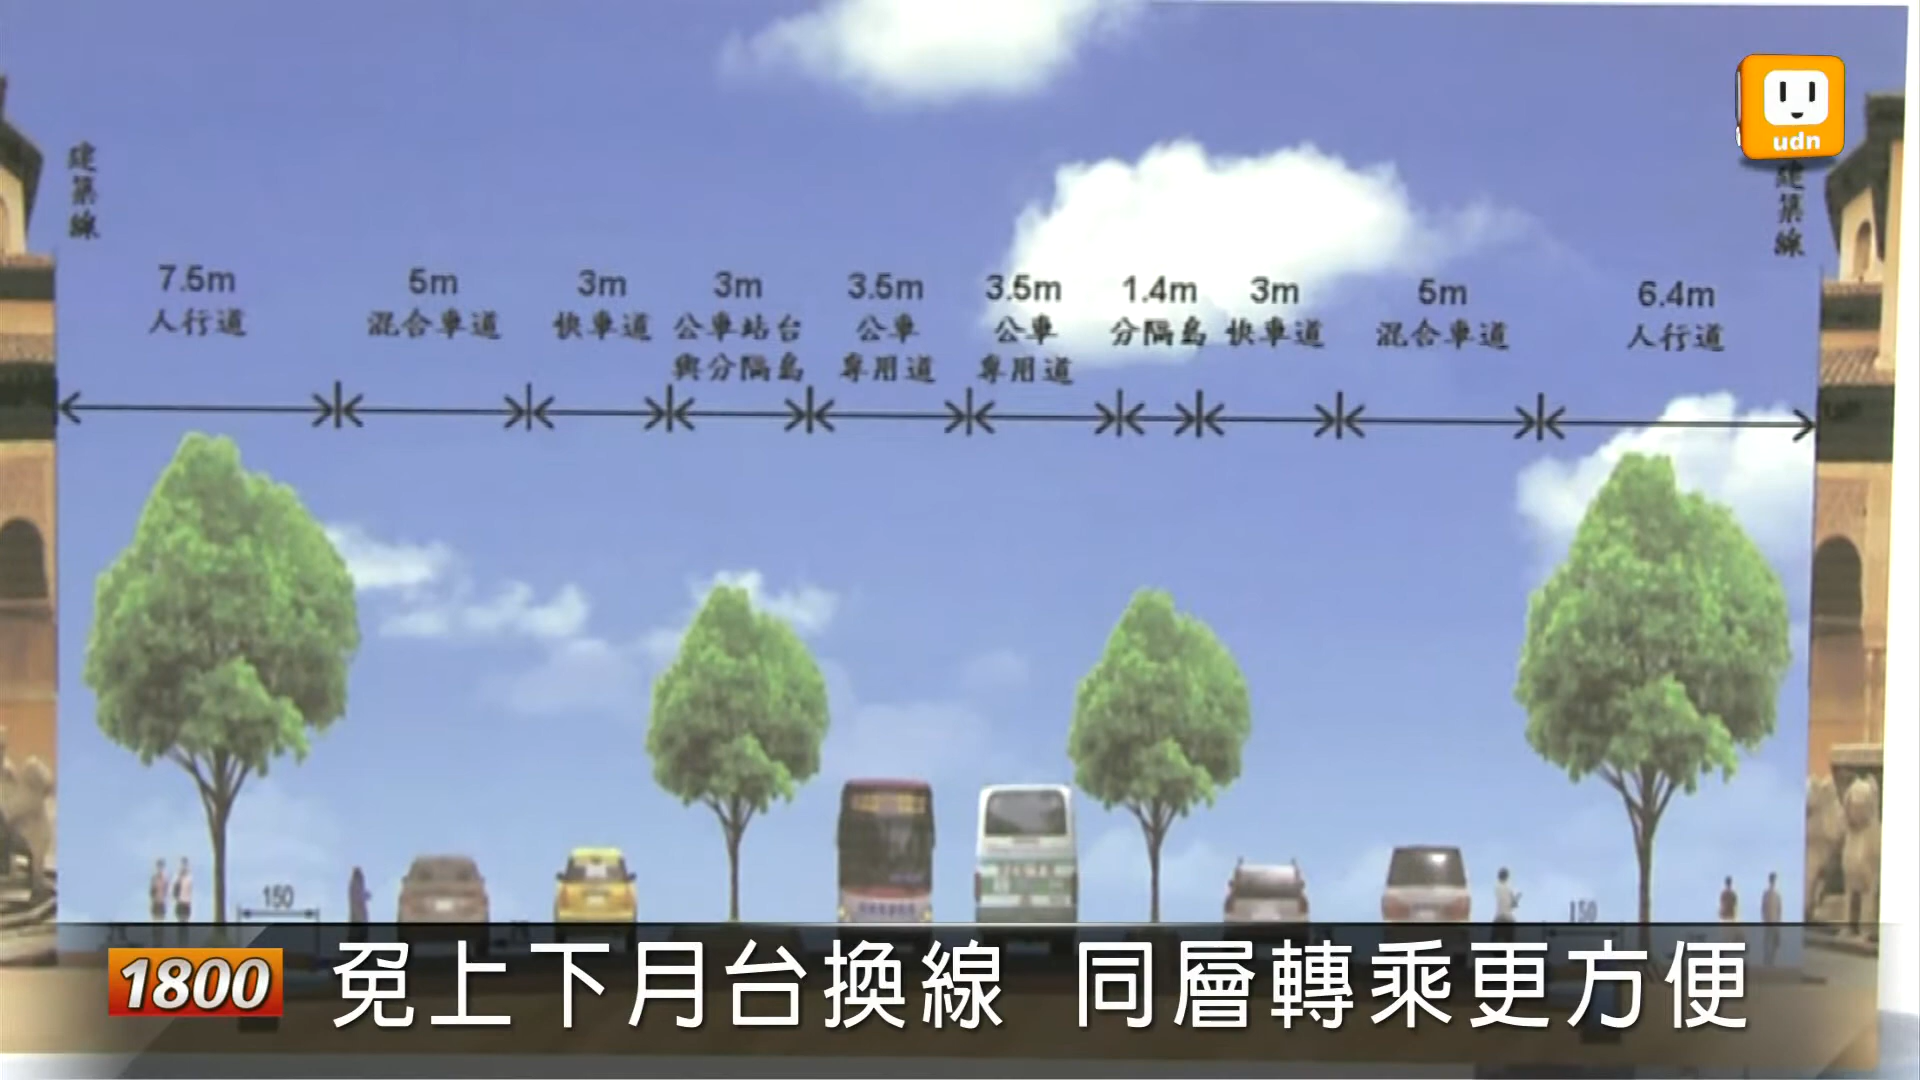 udn
建築線
建築線
7.5m
人行道
5m
混合車道
3m
快車道
3m
公車站台
與分隔島
3.5m
公車
專用道
3.5m
公車
專用道
1.4m
分隔島
3m
快車道
5m
混合車道
6.4m
人行道
150
150
1800
免上下月台換線 同層轉乘更方便